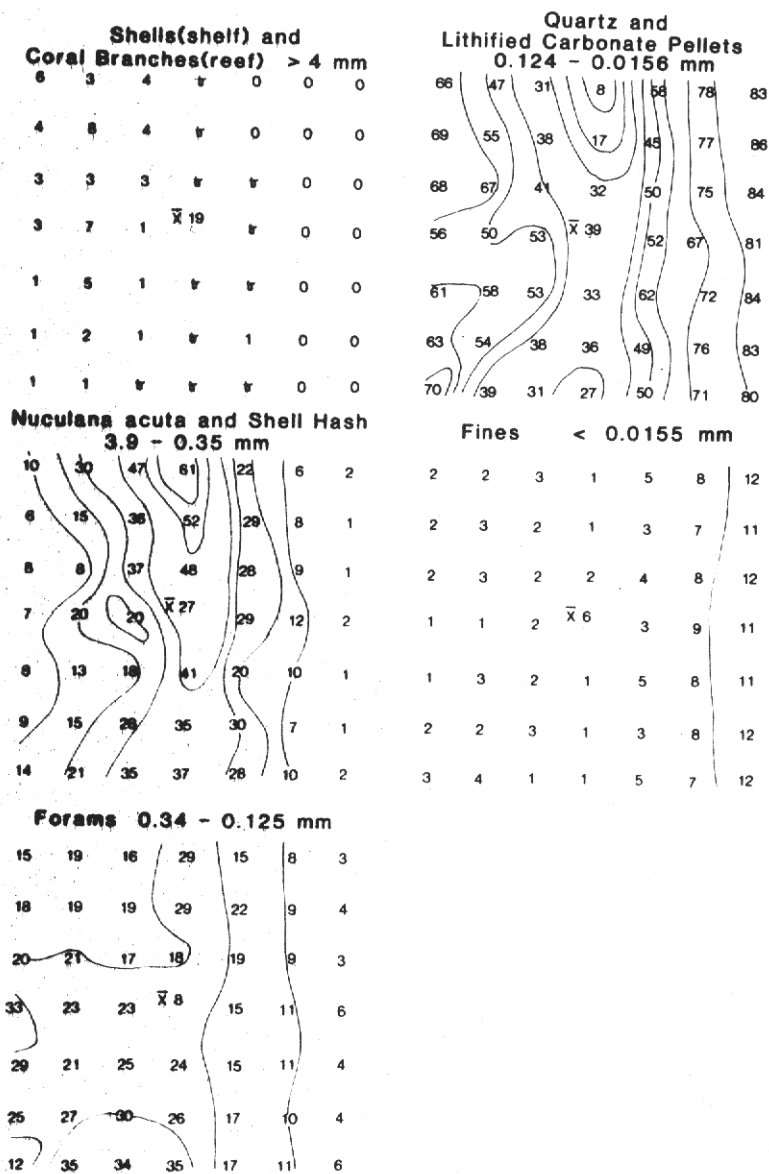 Shells(shelf) and
Coral Branches(reef) > 4 mm
6 3 4 tr 0 0 0
4 8 4 tr 0 0 0
3 3 3 tr tr 0 0
3 7 1 x̄ 19 tr 0 0
1 5 1 tr tr 0 0
1 2 1 tr 1 0 0
1 1 tr tr tr 0 0
Quartz and
Lithified Carbonate Pellets
0.124 - 0.0156 mm
66 47 31 8 58 78 83
69 55 38 17 45 77 86
68 67 41 32 50 75 84
56 50 53 x̄ 39 52 67 81
61 58 53 33 62 72 84
63 54 38 36 49 76 83
70 39 31 27 50 71 80
Nuculana acuta and Shell Hash
3.9 - 0.35 mm
10 30 47 61 22 6 2
6 15 36 52 29 8 1
8 8 37 48 28 9 1
7 20 20 x̄ 27 29 12 2
8 13 18 41 20 10 1
9 15 28 35 30 7 1
14 21 35 37 28 10 2
Fines < 0.0155 mm
2 2 3 1 5 8 12
2 3 2 1 3 7 11
2 3 2 2 4 8 12
1 1 2 x̄ 6 3 9 11
1 3 2 1 5 8 11
2 2 3 1 3 8 12
3 4 1 1 5 7 12
Forams 0.34 - 0.125 mm
15 19 16 29 15 8 3
18 19 19 29 22 9 4
20 21 17 18 19 9 3
33 23 23 x̄ 8 15 11 6
29 21 25 24 15 11 4
25 27 30 26 17 10 4
12 35 34 35 17 11 6